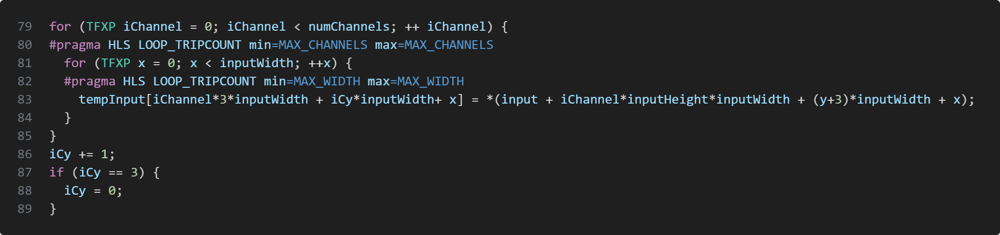 79 for (TFXP iChannel = 0; iChannel < numChannels; ++ iChannel) {
80 #pragma HLS LOOP_TRIPCOUNT min=MAX_CHANNELS max=MAX_CHANNELS
81   for (TFXP x = 0; x < inputWidth; ++x) {
82   #pragma HLS LOOP_TRIPCOUNT min=MAX_WIDTH max=MAX_WIDTH
83     tempInput[iChannel*3*inputWidth + iCy*inputWidth+ x] = *(input + iChannel*inputHeight*inputWidth + (y+3)*inputWidth + x);
84   }
85 }
86 iCy += 1;
87 if (iCy == 3) {
88   iCy = 0;
89 }